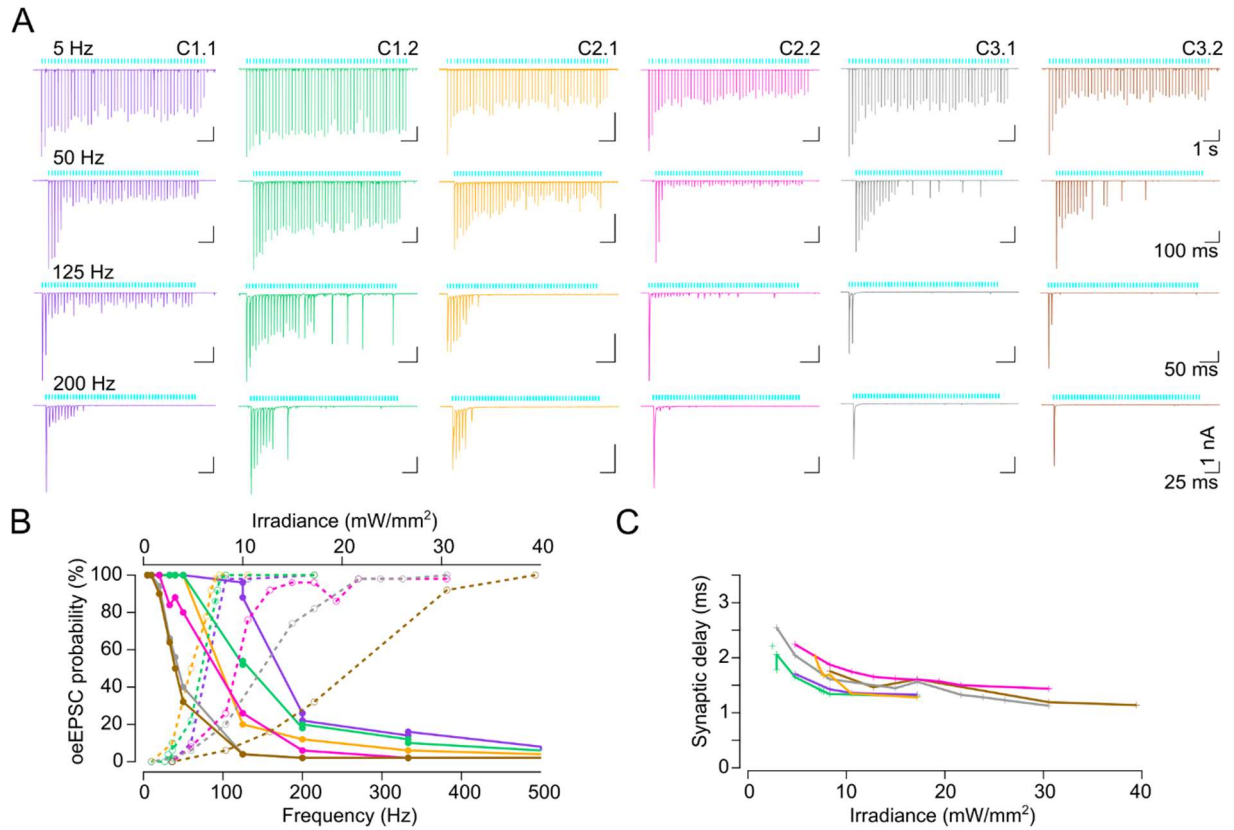 A
5 Hz C1.1 C1.2 C2.1 C2.2 C3.1 C3.2
1 s
50 Hz
100 ms
125 Hz
50 ms
200 Hz
1 nA
25 ms
B
Irradiance (mW/mm²)
0 10 20 30 40
oeEPSC probability (%)
100
80
60
40
20
0
0 100 200 300 400 500
Frequency (Hz)
C
Synaptic delay (ms)
3
2
1
0
0 10 20 30 40
Irradiance (mW/mm²)